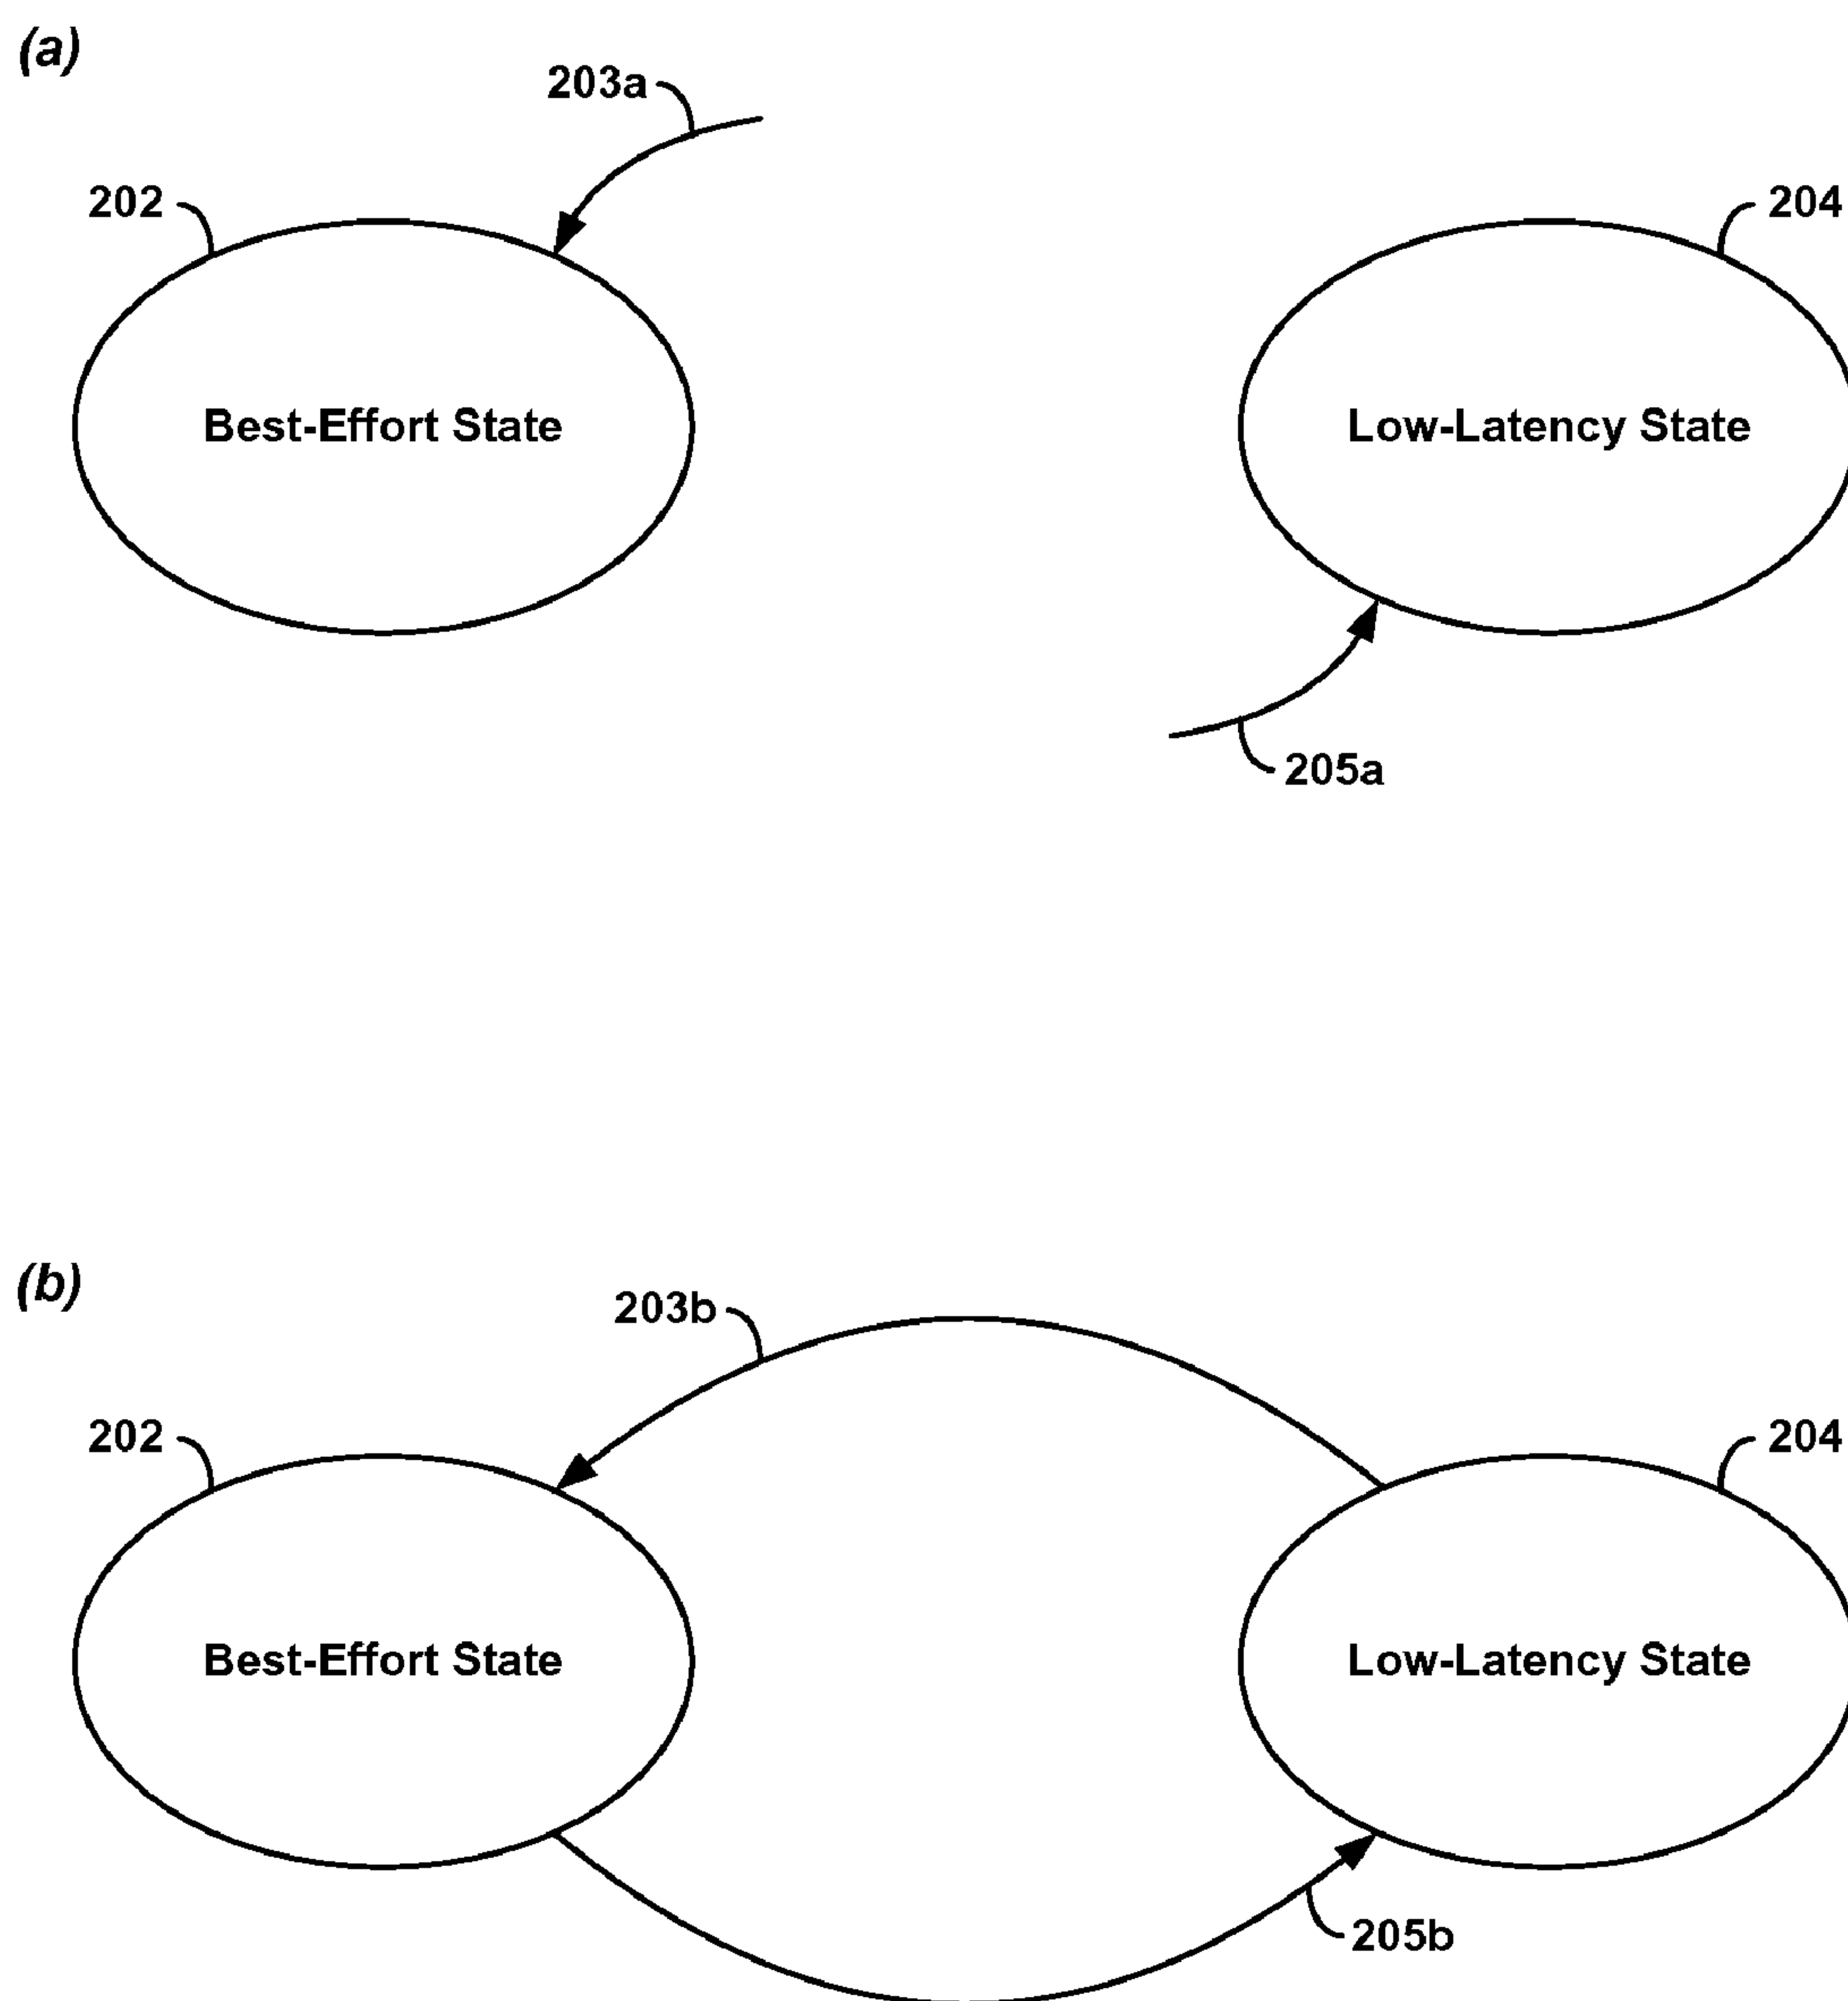 (a)
203a
202
204
Best-Effort State
Low-Latency State
205a
(b)
203b
202
204
Best-Effort State
Low-Latency State
205b